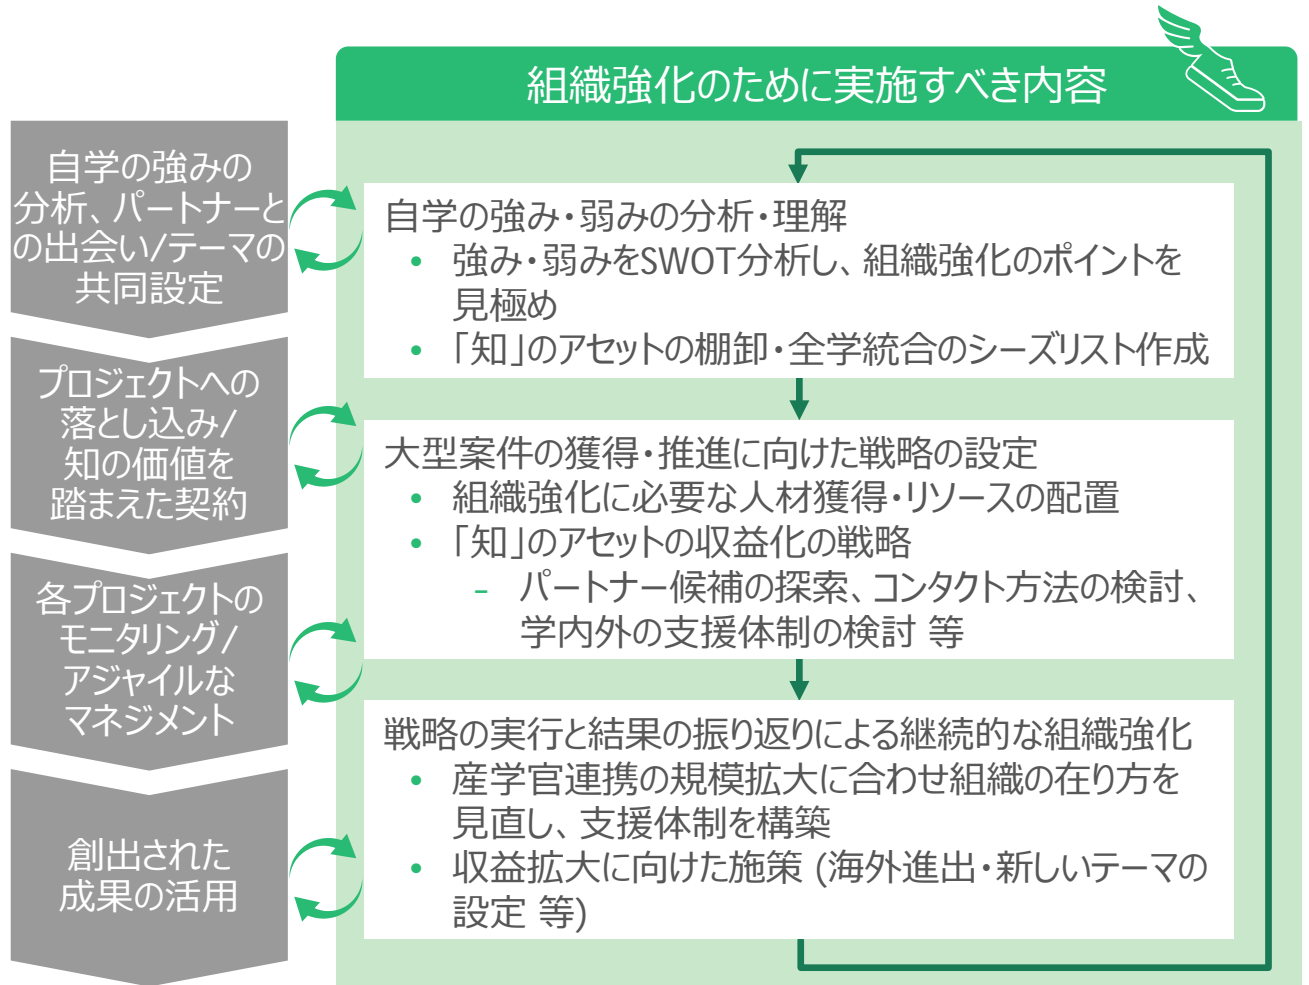 組織強化のために実施すべき内容
自学の強みの
分析、パートナーと
の出会い/テーマの
共同設定
プロジェクトへの
落とし込み/
知の価値を
踏まえた契約
各プロジェクトの
モニタリング/
アジャイルな
マネジメント
創出された
成果の活用
自学の強み・弱みの分析・理解
• 強み・弱みをSWOT分析し、組織強化のポイントを
見極め
• 「知」のアセットの棚卸・全学統合のシーズリスト作成
大型案件の獲得・推進に向けた戦略の設定
• 組織強化に必要な人材獲得・リソースの配置
• 「知」のアセットの収益化の戦略
- パートナー候補の探索、コンタクト方法の検討、
学内外の支援体制の検討 等
戦略の実行と結果の振り返りによる継続的な組織強化
• 産学官連携の規模拡大に合わせ組織の在り方を
見直し、支援体制を構築
• 収益拡大に向けた施策 (海外進出・新しいテーマの
設定 等)